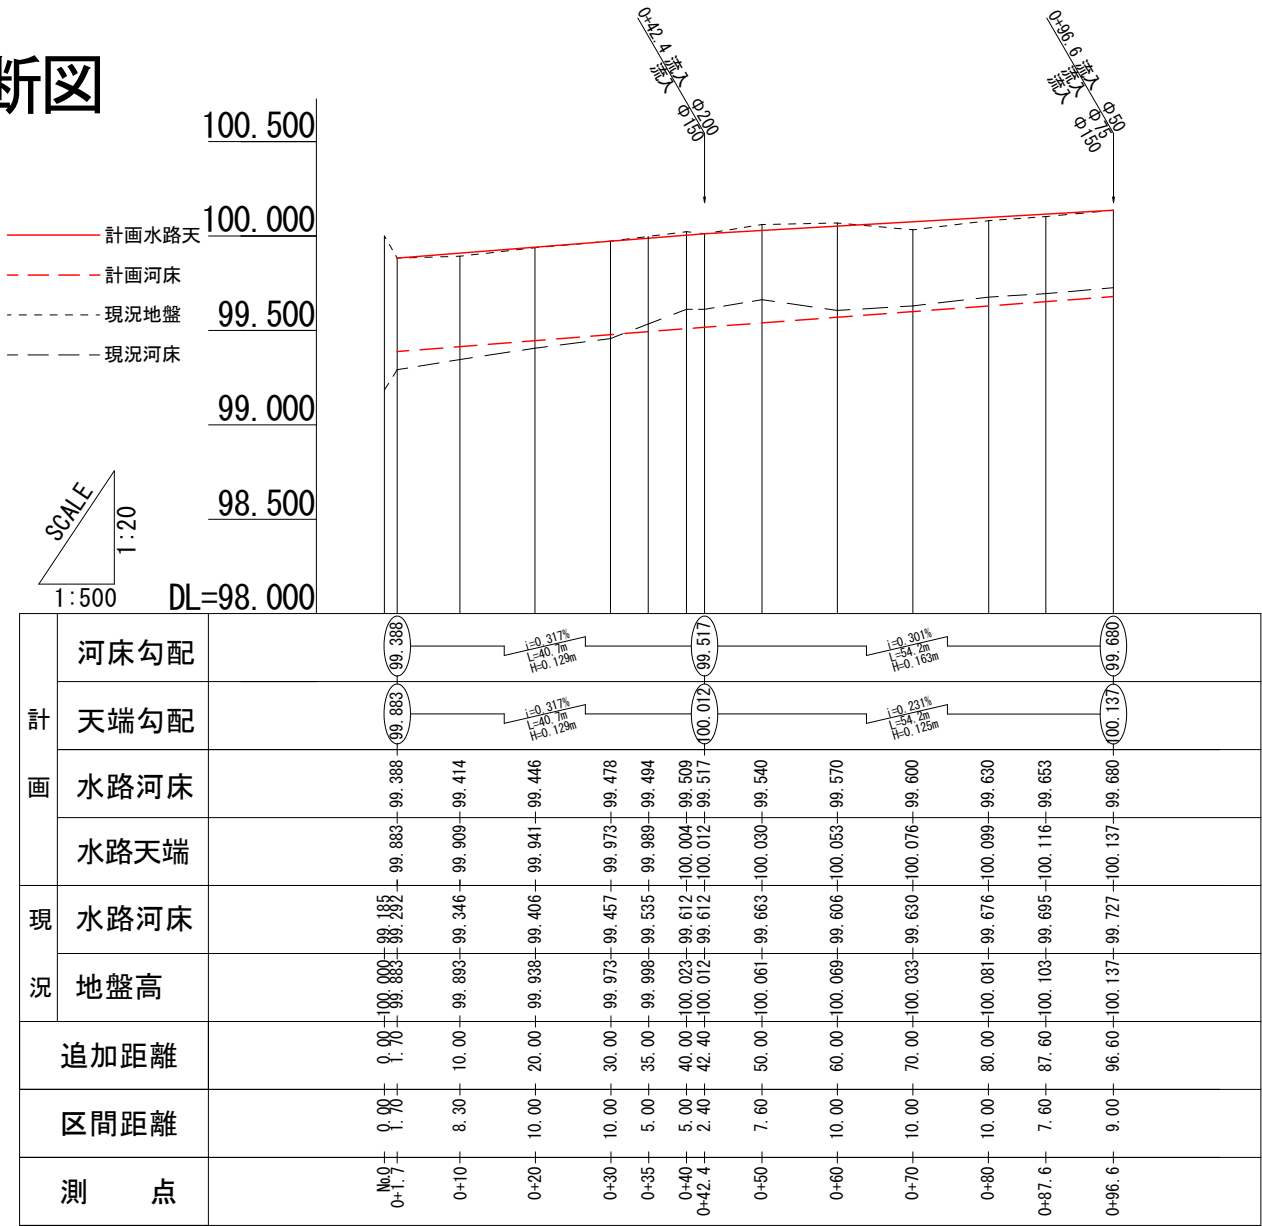 断図
0+42.4 流入 Φ200
流入 Φ150
0+96.6 流入 Φ50
流入 Φ75
流入 Φ150
計画水路天
計画河床
現況地盤
現況河床
100.500
100.000
99.500
99.000
98.500
DL=98.000
SCALE
1:20
1:500
計画
河床勾配 99.388 i=0.317% L=40.7m H=0.129m 99.517 i=0.301% L=54.2m H=0.163m 99.680
天端勾配 99.883 i=0.317% L=40.7m H=0.129m 100.012 i=0.231% L=54.2m H=0.125m 100.137
水路河床 99.388 99.414 99.446 99.478 99.494 99.509 99.517 99.540 99.570 99.600 99.630 99.653 99.680
水路天端 99.883 99.909 99.941 99.973 99.989 100.004 100.012 100.030 100.053 100.076 100.099 100.116 100.137
現況
水路河床 99.185 99.292 99.346 99.406 99.457 99.535 99.612 99.612 99.663 99.606 99.630 99.676 99.695 99.727
地盤高 100.000 99.883 99.893 99.938 99.973 99.998 100.023 100.012 100.061 100.069 100.033 100.081 100.103 100.137
追加距離 0.00 1.70 10.00 20.00 30.00 35.00 40.00 42.40 50.00 60.00 70.00 80.00 87.60 96.60
区間距離 0.00 1.70 8.30 10.00 10.00 5.00 5.00 2.40 7.60 10.00 10.00 10.00 7.60 9.00
測点 No.0 0+1.7 0+10 0+20 0+30 0+35 0+40 0+42.4 0+50 0+60 0+70 0+80 0+87.6 0+96.6